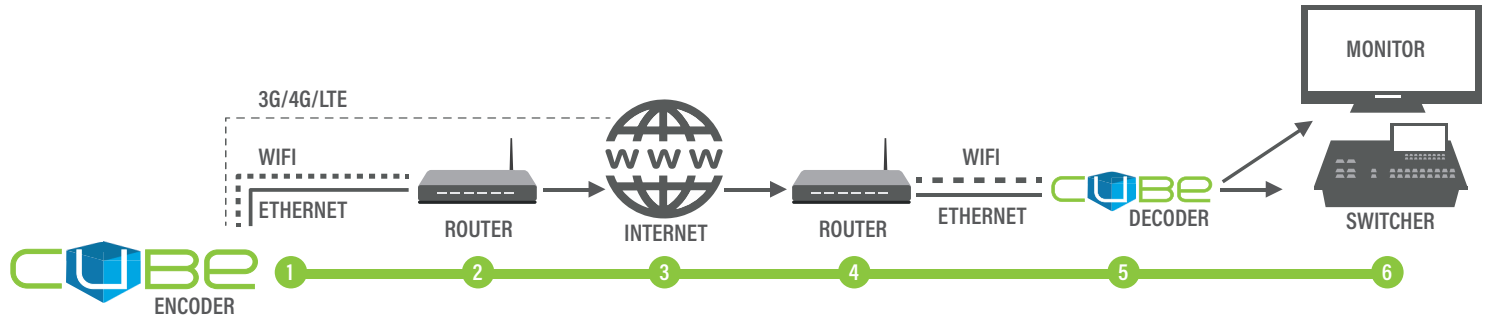 MONITOR
3G/4G/LTE
WIFI
ETHERNET
ROUTER
WWW
INTERNET
ROUTER
WIFI
ETHERNET
CUBE
DECODER
SWITCHER
CUBE
ENCODER
1 2 3 4 5 6